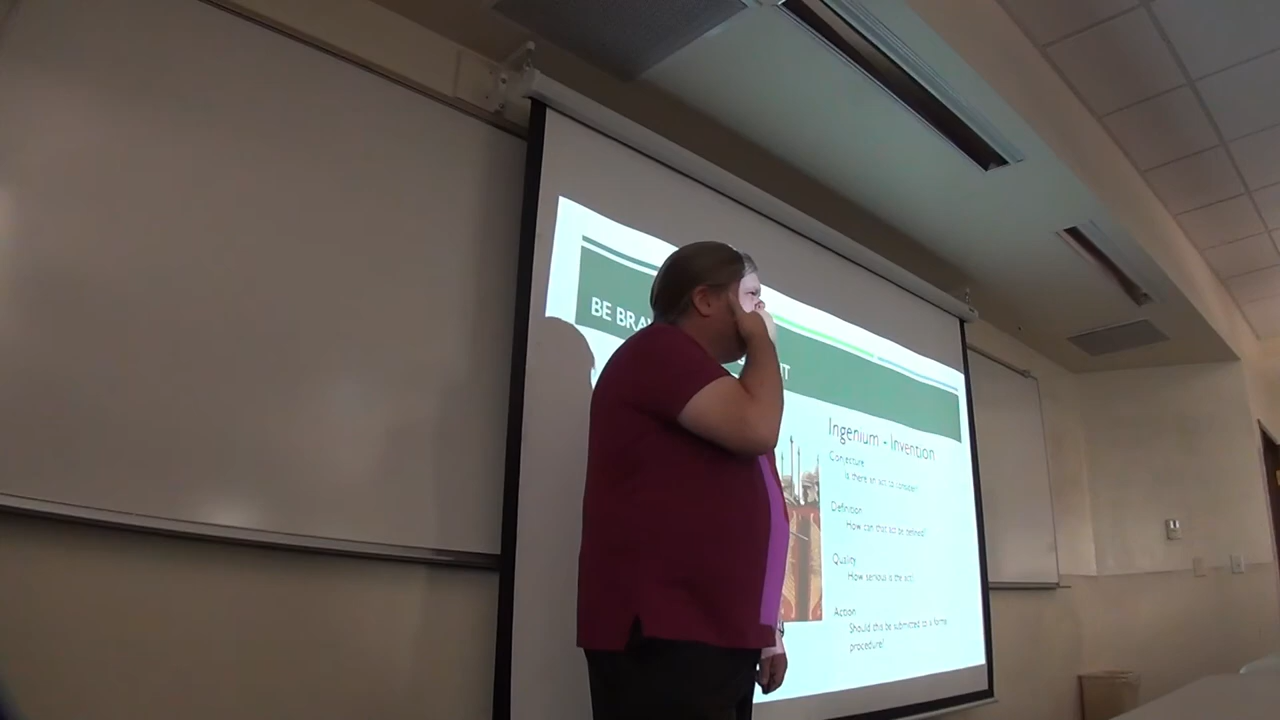 BE BRA
Ingenium - Invention
Conjecture
Is there an act to consider?
Definition
How can that act be defined?
Quality
How serious is the act?
Action
Should this be submitted to a formal
procedure?